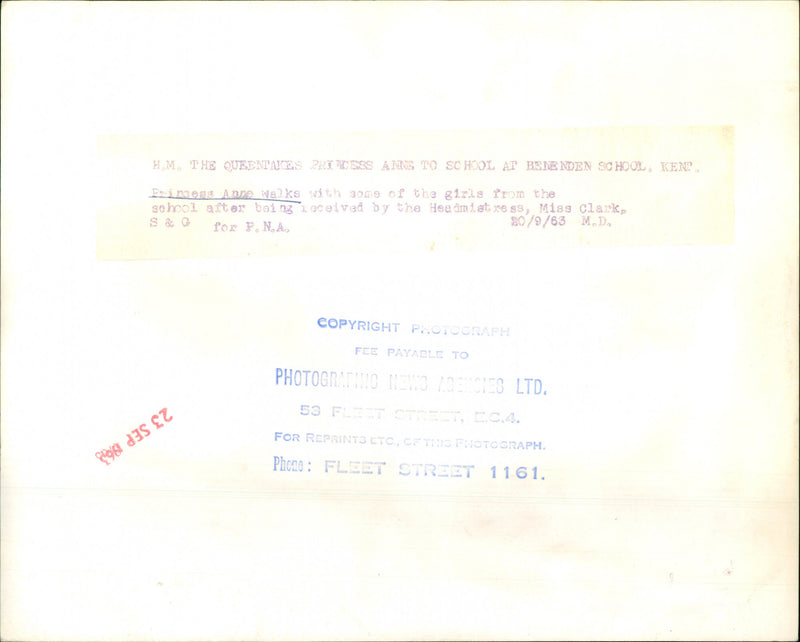 H.M. THE QUEENTAKES PRINCESS ANNE TO SCHOOL AT BENENDEN SCHOOL, KENT.
Princess Anne walks with some of the girls from the
school after being received by the Headmistress, Miss Clark.
S & G for P.N.A. 20/9/63 M.D.
COPYRIGHT PHOTOGRAPH
FEE PAYABLE TO
PHOTOGRAPHIC NEWS AGENCIES LTD.
53 FLEET STREET, E.C.4.
FOR REPRINTS ETC., OF THIS PHOTOGRAPH.
Phone: FLEET STREET 1161.
23 SEP 1963